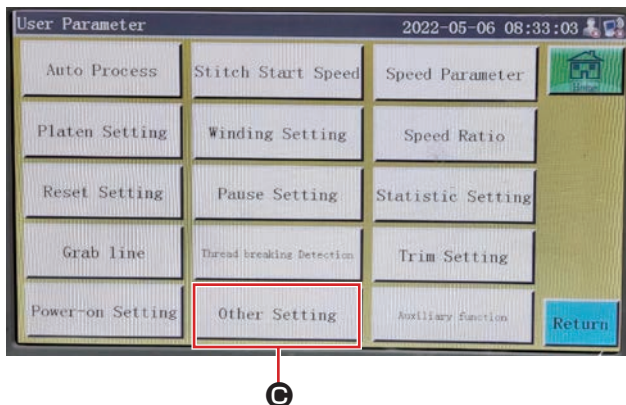 User Parameter 2022-05-06 08:33:03
Auto Process Stitch Start Speed Speed Parameter Home
Platen Setting Winding Setting Speed Ratio
Reset Setting Pause Setting Statistic Setting
Grab line Thread breaking Detection Trim Setting
Power-on Setting Other Setting Auxiliary function Return
C